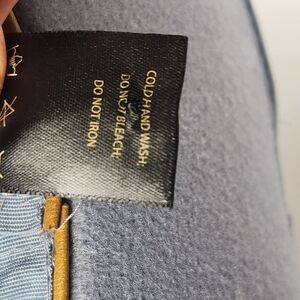 COLD HAND WASH;
DO NOT BLEACH;
DO NOT IRON